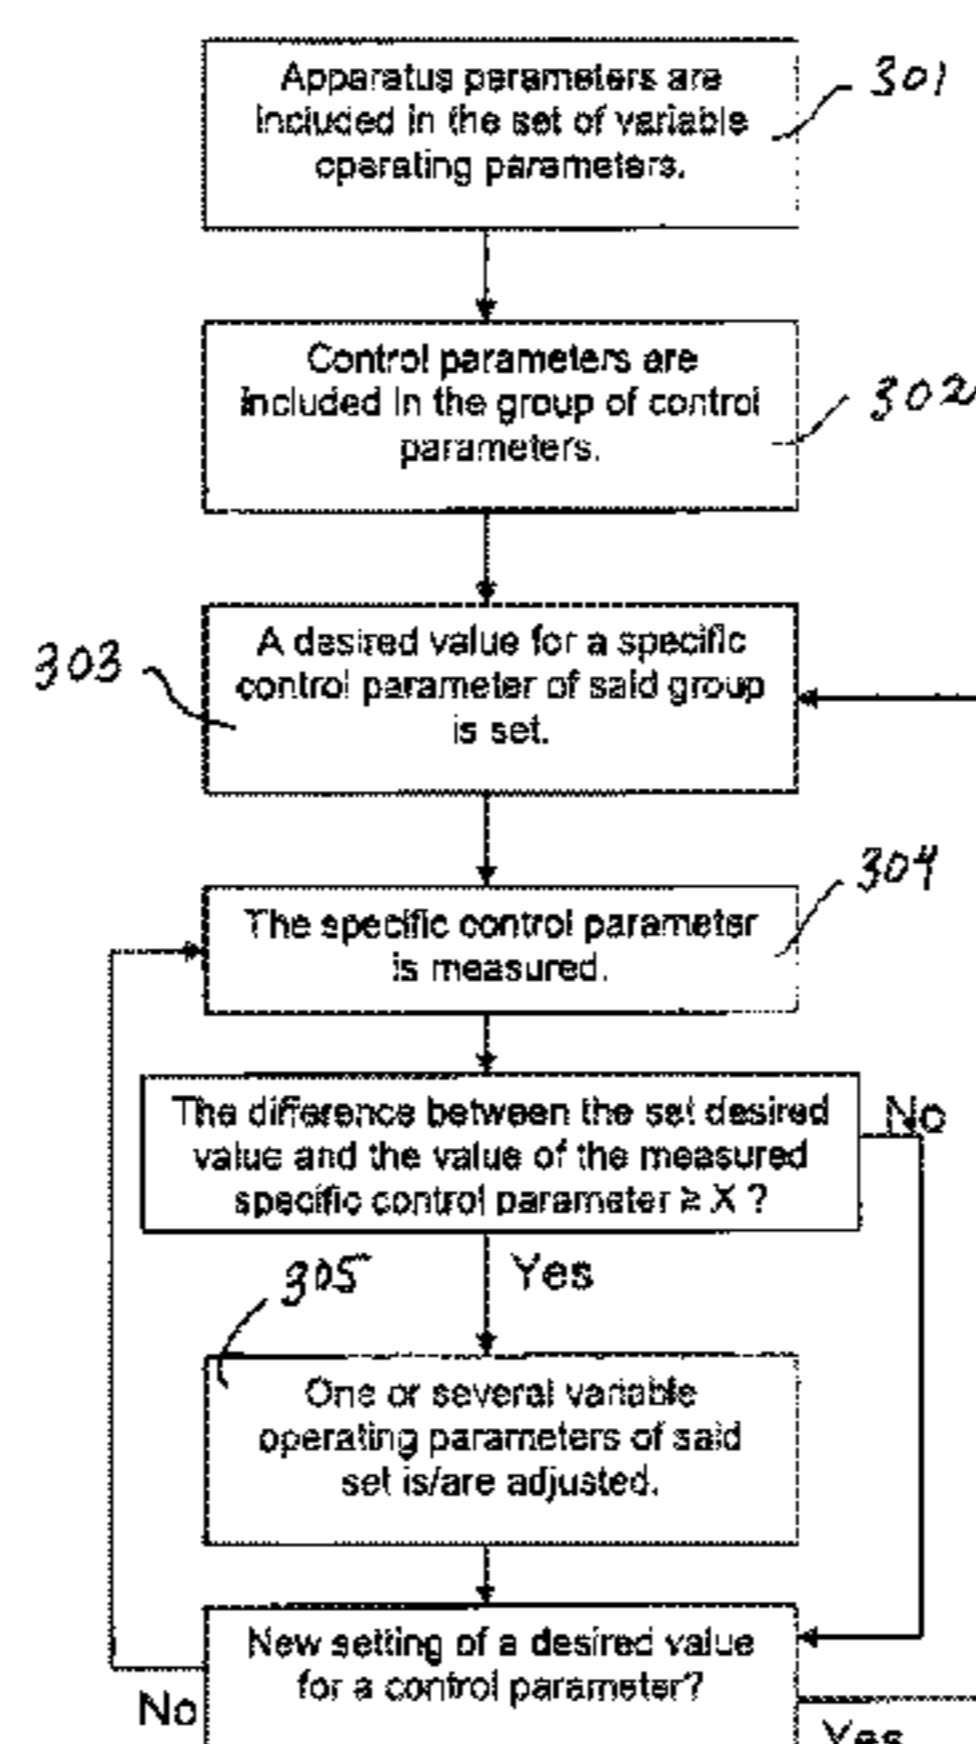 Apparatus parameters are
included in the set of variable
operating parameters.
301
Control parameters are
included in the group of control
parameters.
302
A desired value for a specific
control parameter of said group
is set.
303
The specific control parameter
is measured.
304
The difference between the set desired
value and the value of the measured
specific control parameter ≥ X ?
No
Yes
305
One or several variable
operating parameters of said
set is/are adjusted.
New setting of a desired value
for a control parameter?
No
Yes